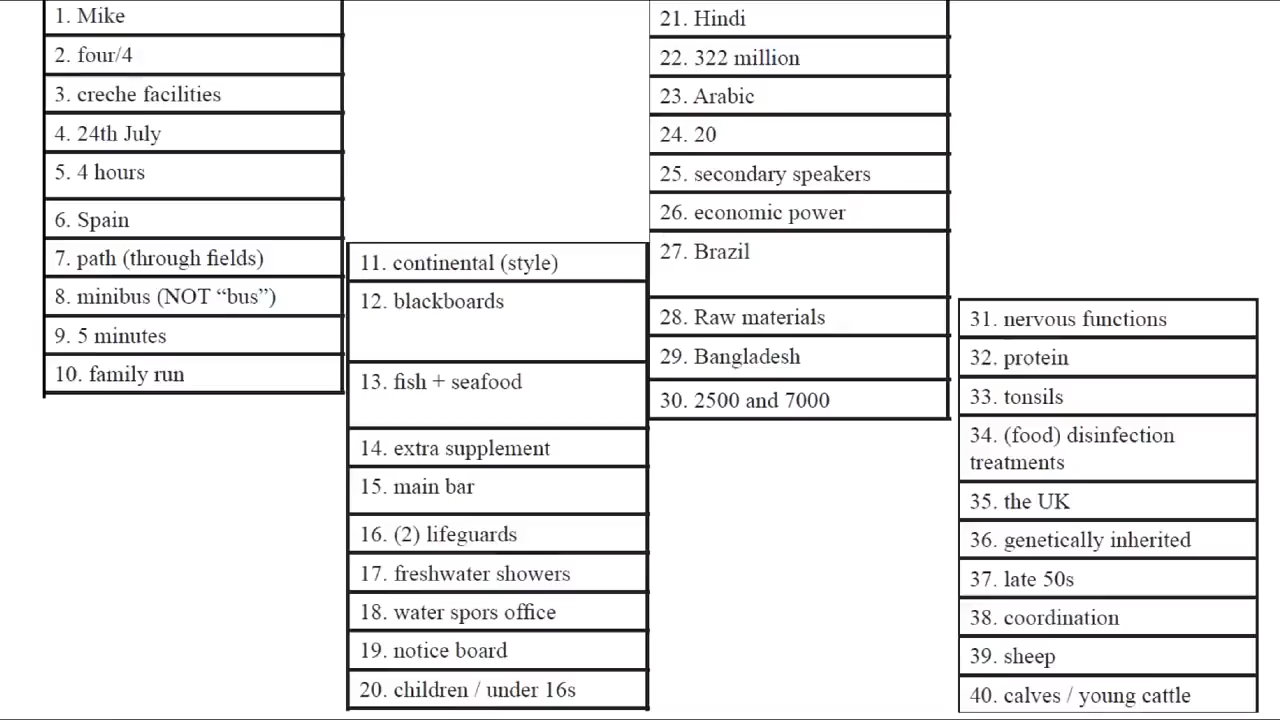 1. Mike
2. four/4
3. creche facilities
4. 24th July
5. 4 hours
6. Spain
7. path (through fields)
8. minibus (NOT “bus”)
9. 5 minutes
10. family run
11. continental (style)
12. blackboards
13. fish + seafood
14. extra supplement
15. main bar
16. (2) lifeguards
17. freshwater showers
18. water spors office
19. notice board
20. children / under 16s
21. Hindi
22. 322 million
23. Arabic
24. 20
25. secondary speakers
26. economic power
27. Brazil
28. Raw materials
29. Bangladesh
30. 2500 and 7000
31. nervous functions
32. protein
33. tonsils
34. (food) disinfection
treatments
35. the UK
36. genetically inherited
37. late 50s
38. coordination
39. sheep
40. calves / young cattle